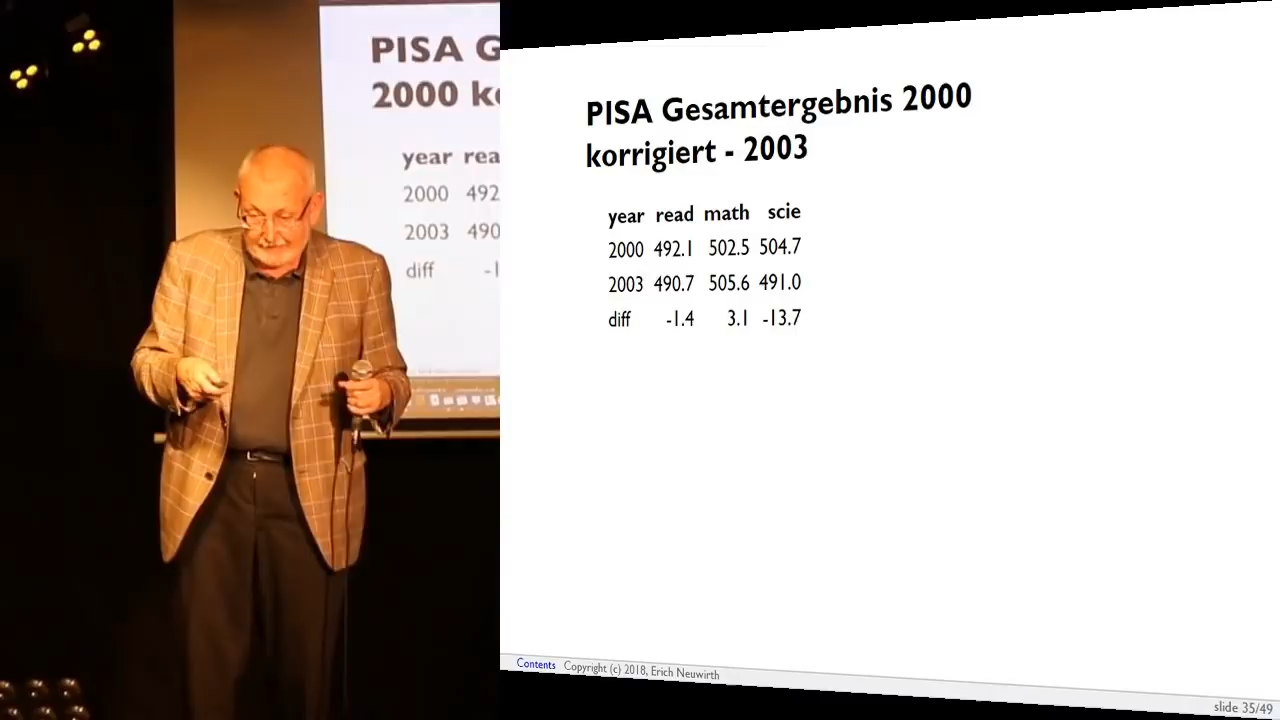 PISA G
2000 k
year rea
2000 492
2003 490
diff -1
PISA Gesamtergebnis 2000
korrigiert - 2003
year read math scie
2000 492.1 502.5 504.7
2003 490.7 505.6 491.0
diff -1.4 3.1 -13.7
Contents Copyright (c) 2018, Erich Neuwirth
slide 35/49